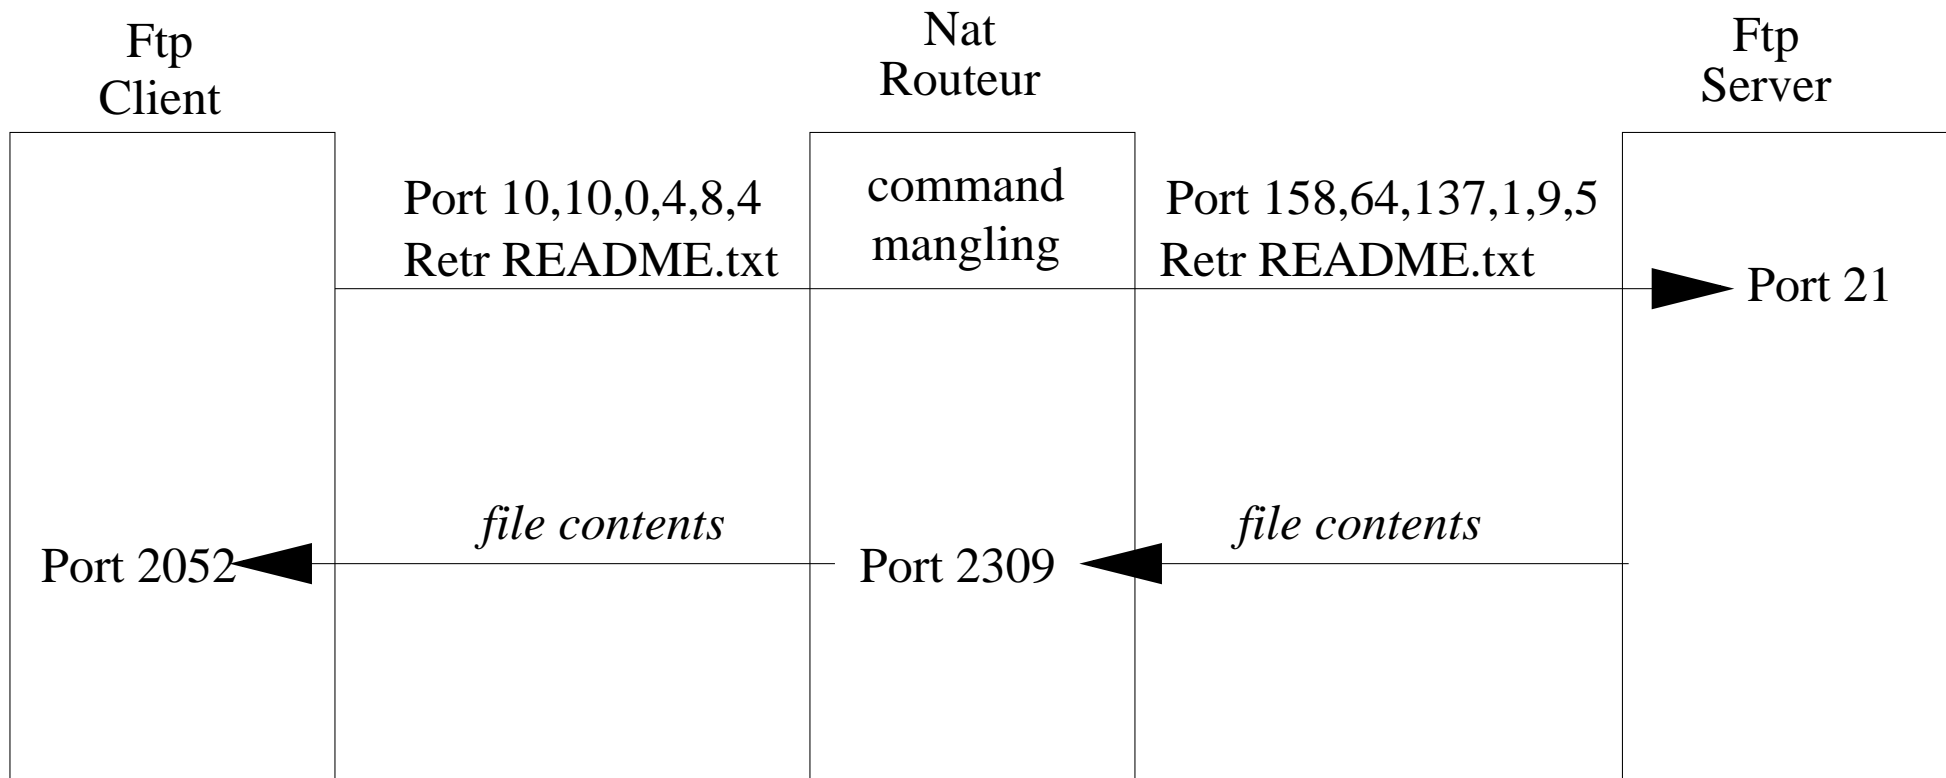 Ftp
Client
Nat
Routeur
Ftp
Server
Port 10,10,0,4,8,4
Retr README.txt
command
mangling
Port 158,64,137,1,9,5
Retr README.txt
Port 21
file contents
file contents
Port 2052
Port 2309